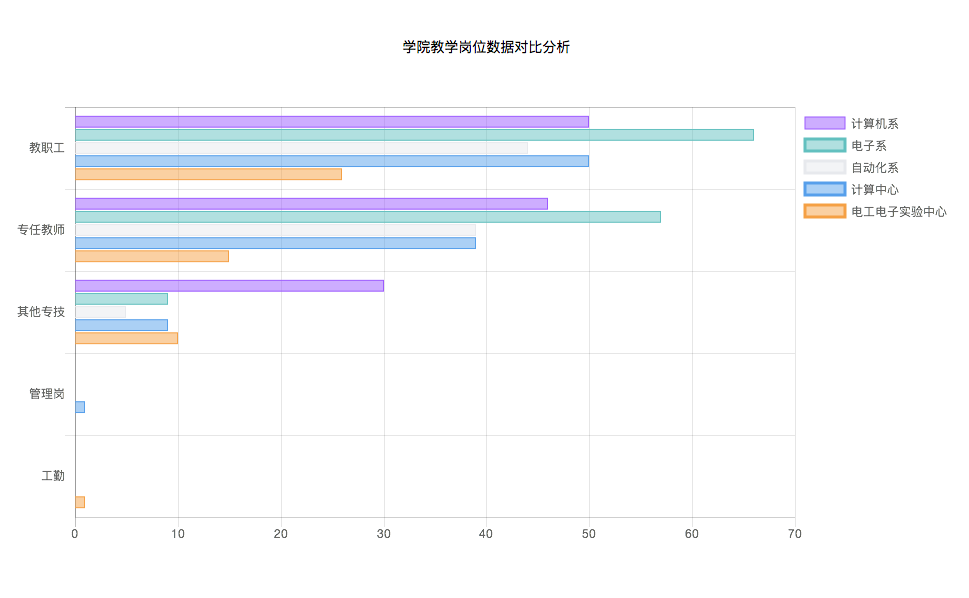 学院教学岗位数据对比分析
计算机系
电子系
自动化系
计算中心
电工电子实验中心
教职工
专任教师
其他专技
管理岗
工勤
0 10 20 30 40 50 60 70